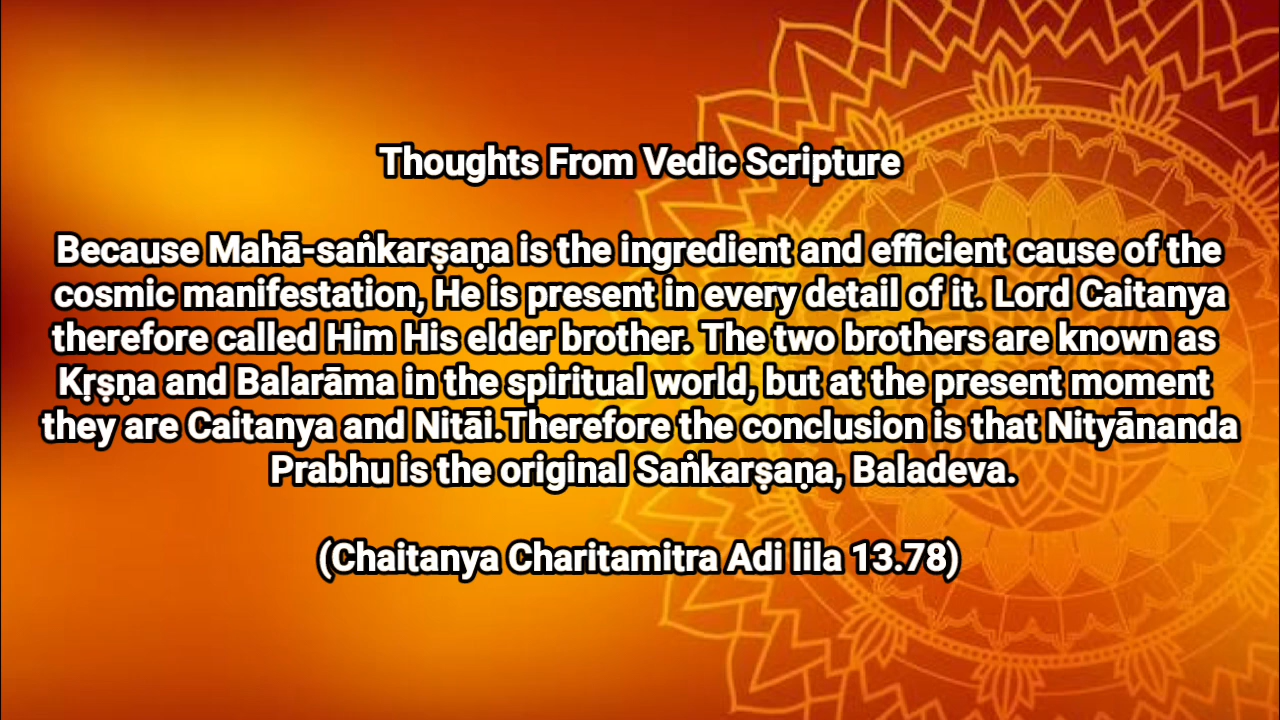 Thoughts From Vedic Scripture
Because Mahā-saṅkarṣaṇa is the ingredient and efficient cause of the
cosmic manifestation, He is present in every detail of it. Lord Caitanya
therefore called Him His elder brother. The two brothers are known as
Kṛṣṇa and Balarāma in the spiritual world, but at the present moment
they are Caitanya and Nitāi.Therefore the conclusion is that Nityānanda
Prabhu is the original Saṅkarṣaṇa, Baladeva.
(Chaitanya Charitamitra Adi lila 13.78)